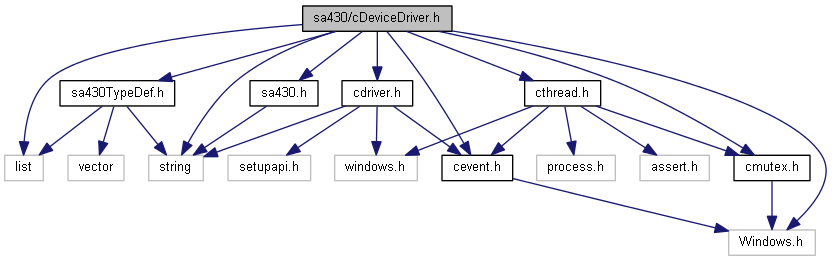 sa430/cDeviceDriver.h
sa430TypeDef.h
sa430.h
cdriver.h
cthread.h
list
vector
string
setupapi.h
windows.h
cevent.h
process.h
assert.h
cmutex.h
Windows.h